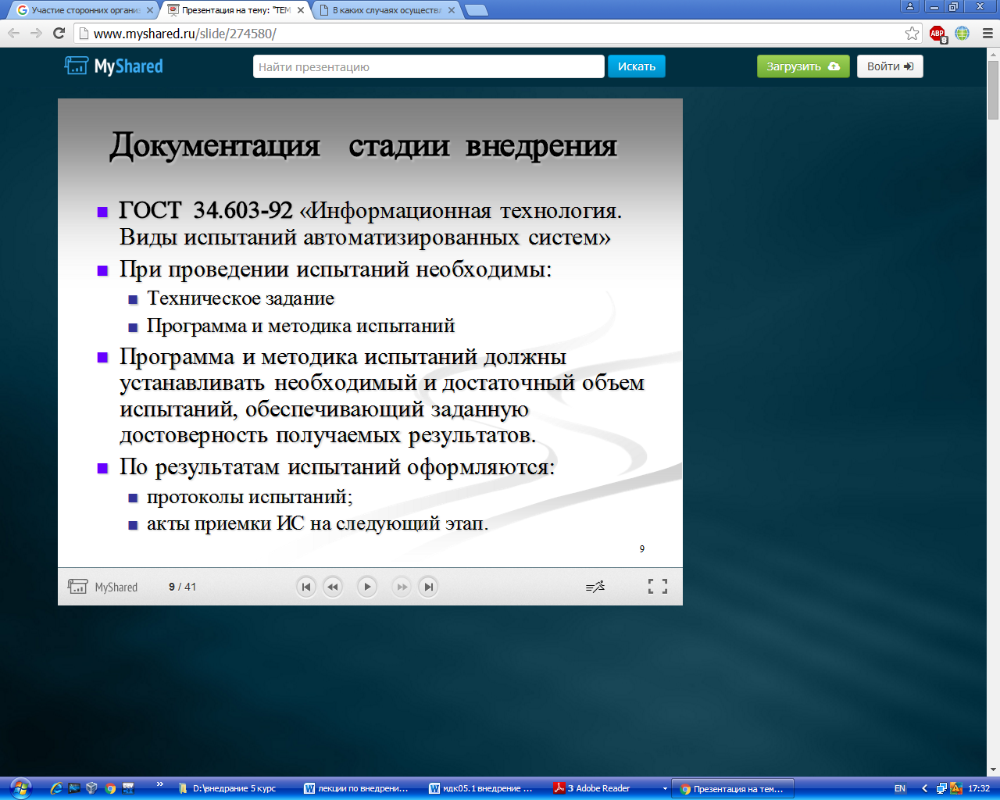 Участие сторонних органи
Презентация на тему: "ТЕМ
В каких случаях осуществл
www.myshared.ru/slide/274580/
ABP
8
MyShared
Найти презентацию
Искать
Загрузить
Войти
Документация стадии внедрения
ГОСТ 34.603-92 «Информационная технология.
Виды испытаний автоматизированных систем»
При проведении испытаний необходимы:
Техническое задание
Программа и методика испытаний
Программа и методика испытаний должны
устанавливать необходимый и достаточный объем
испытаний, обеспечивающий заданную
достоверность получаемых результатов.
По результатам испытаний оформляются:
протоколы испытаний;
акты приемки ИС на следующий этап.
9
MyShared
9 / 41
D:\внедрание 5 курс
лекции по внедрени...
мдк05.1 внедрение ...
3 Adobe Reader
Презентация на тем...
EN
17:32